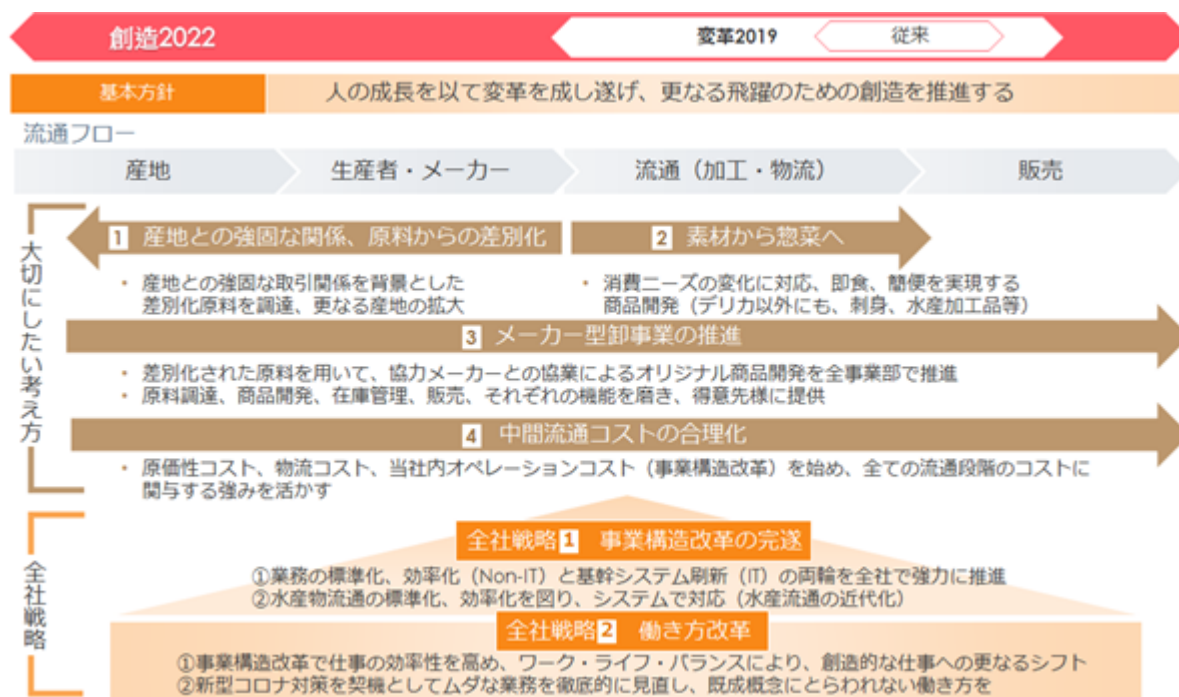 創造2022
変革2019
従来
基本方針
人の成長を以て変革を成し遂げ、更なる飛躍のための創造を推進する
流通フロー
産地
生産者・メーカー
流通（加工・物流）
販売
大切にしたい考え方
1 産地との強固な関係、原料からの差別化
・ 産地との強固な取引関係を背景とした
差別化原料を調達、更なる産地の拡大
2 素材から惣菜へ
・ 消費ニーズの変化に対応、即食、簡便を実現する
商品開発（デリカ以外にも、刺身、水産加工品等）
3 メーカー型卸事業の推進
・ 差別化された原料を用いて、協力メーカーとの協業によるオリジナル商品開発を全事業部で推進
・ 原料調達、商品開発、在庫管理、販売、それぞれの機能を磨き、得意先様に提供
4 中間流通コストの合理化
・ 原価性コスト、物流コスト、当社内オペレーションコスト（事業構造改革）を始め、全ての流通段階のコストに
関与する強みを活かす
全社戦略
全社戦略1 事業構造改革の完遂
①業務の標準化、効率化（Non-IT）と基幹システム刷新（IT）の両輪を全社で強力に推進
②水産物流通の標準化、効率化を図り、システムで対応（水産流通の近代化）
全社戦略2 働き方改革
①事業構造改革で仕事の効率性を高め、ワーク・ライフ・バランスにより、創造的な仕事への更なるシフト
②新型コロナ対策を契機としてムダな業務を徹底的に見直し、既成概念にとらわれない働き方を